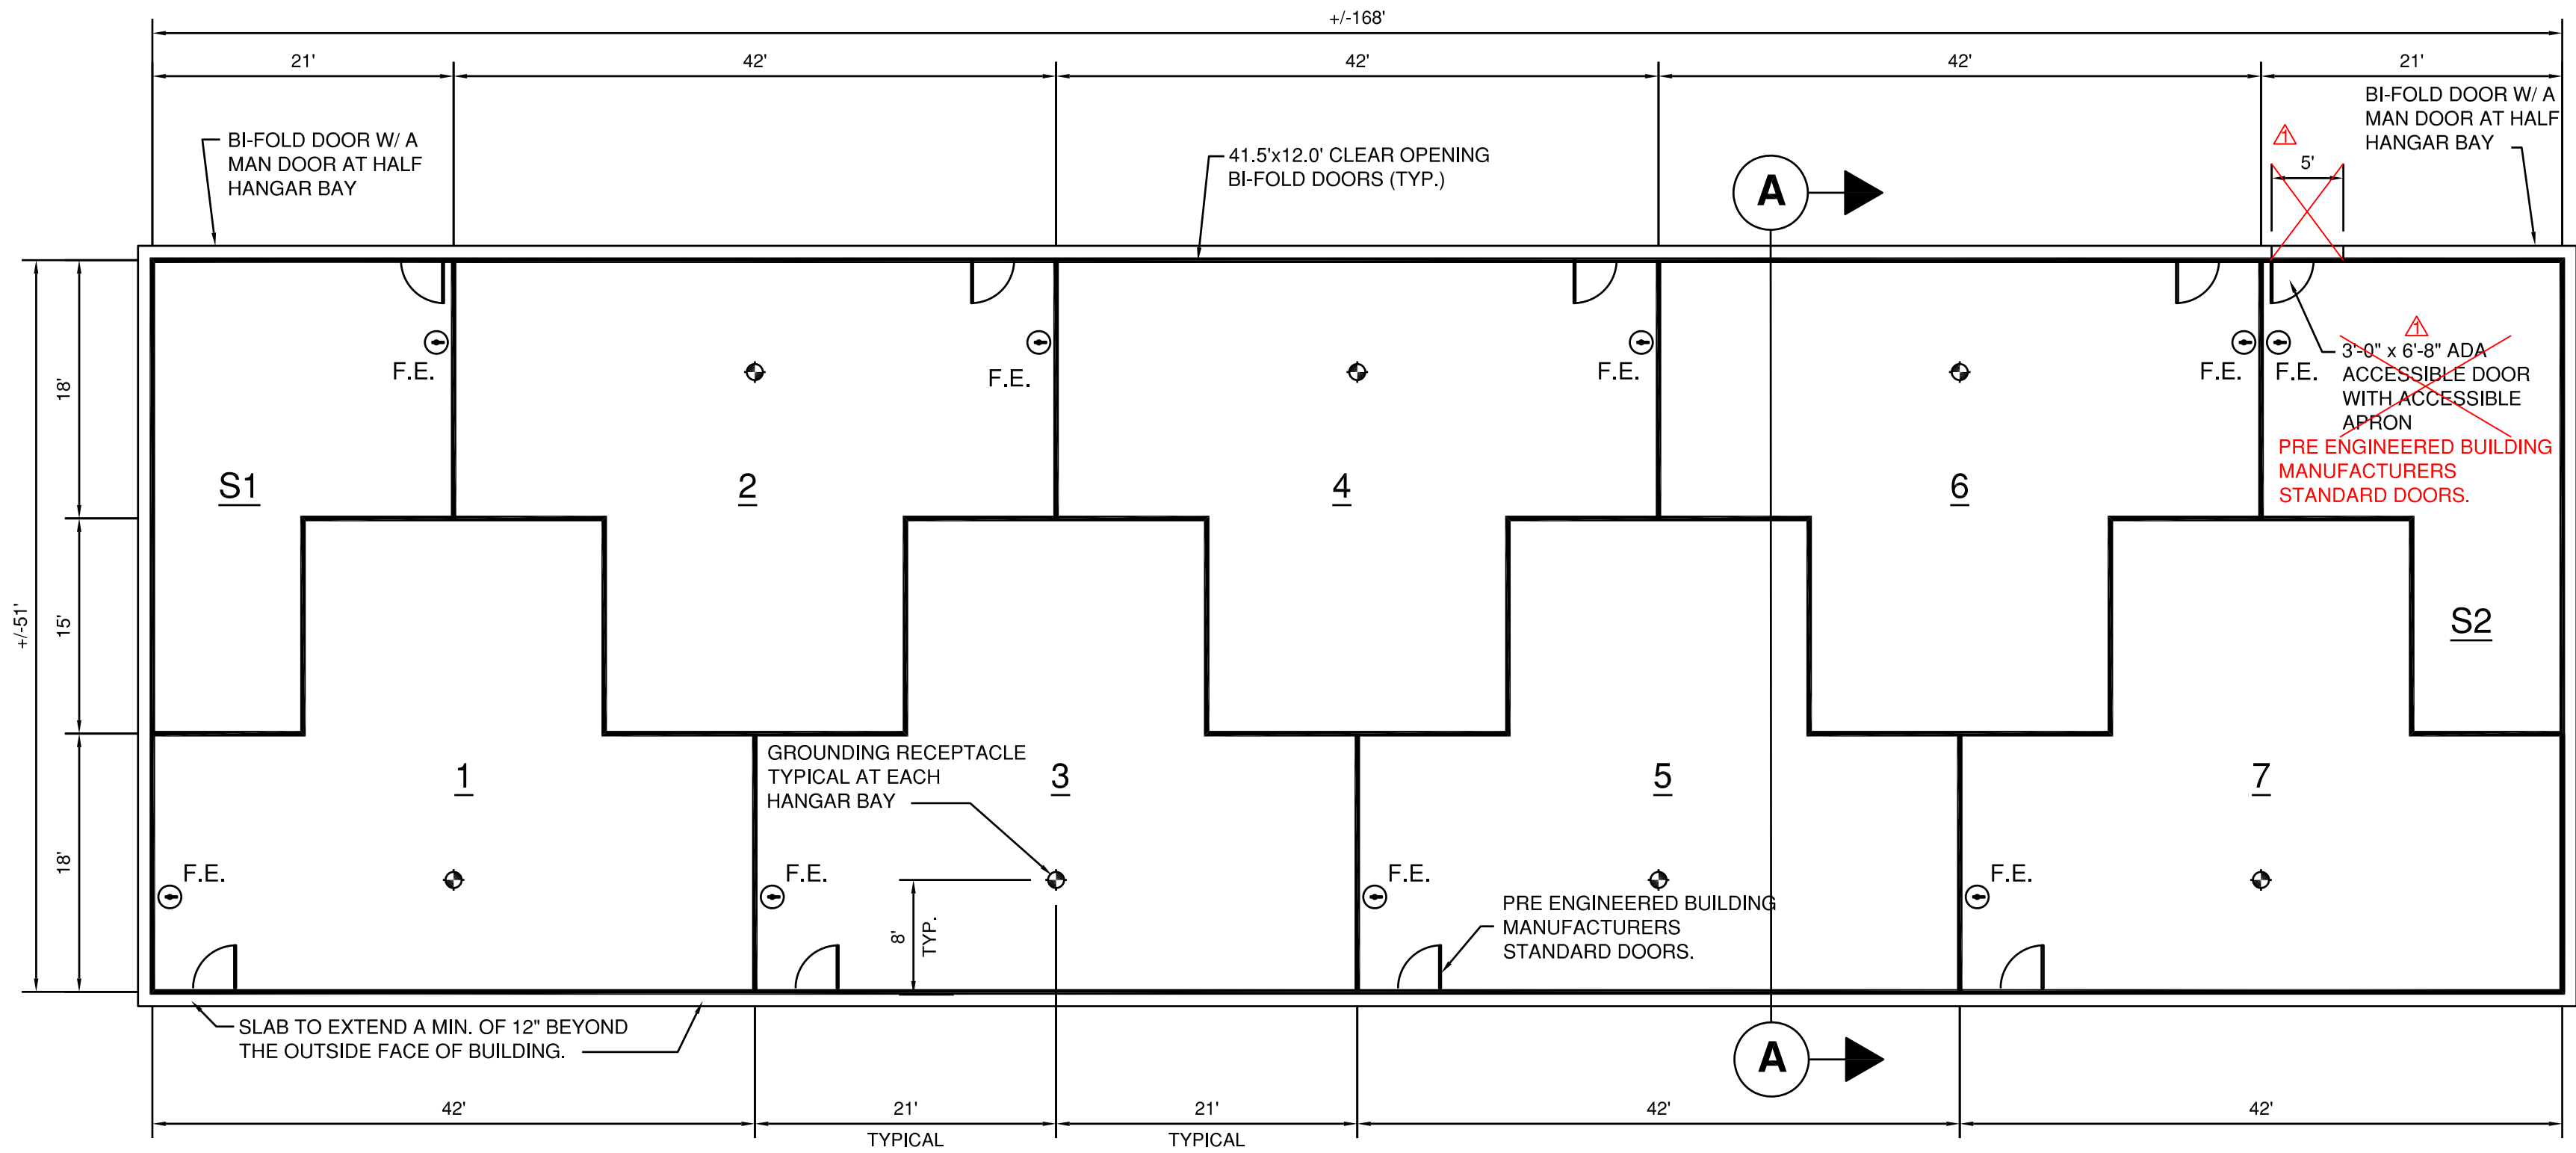 +/-168'
21'
42'
42'
42'
21'
BI-FOLD DOOR W/ A
MAN DOOR AT HALF
HANGAR BAY
41.5'x12.0' CLEAR OPENING
BI-FOLD DOORS (TYP.)
A
BI-FOLD DOOR W/ A
MAN DOOR AT HALF
HANGAR BAY
1
5'
+/-51'
18'
15'
18'
F.E.
F.E.
F.E.
F.E.
F.E.
1
3'-0" x 6'-8" ADA
ACCESSIBLE DOOR
WITH ACCESSIBLE
APRON
PRE ENGINEERED BUILDING
MANUFACTURERS
STANDARD DOORS.
S1
2
4
6
S2
1
GROUNDING RECEPTACLE
TYPICAL AT EACH
HANGAR BAY
3
5
7
F.E.
F.E.
F.E.
F.E.
8'
TYP.
PRE ENGINEERED BUILDING
MANUFACTURERS
STANDARD DOORS.
SLAB TO EXTEND A MIN. OF 12" BEYOND
THE OUTSIDE FACE OF BUILDING.
A
42'
21'
TYPICAL
21'
TYPICAL
42'
42'